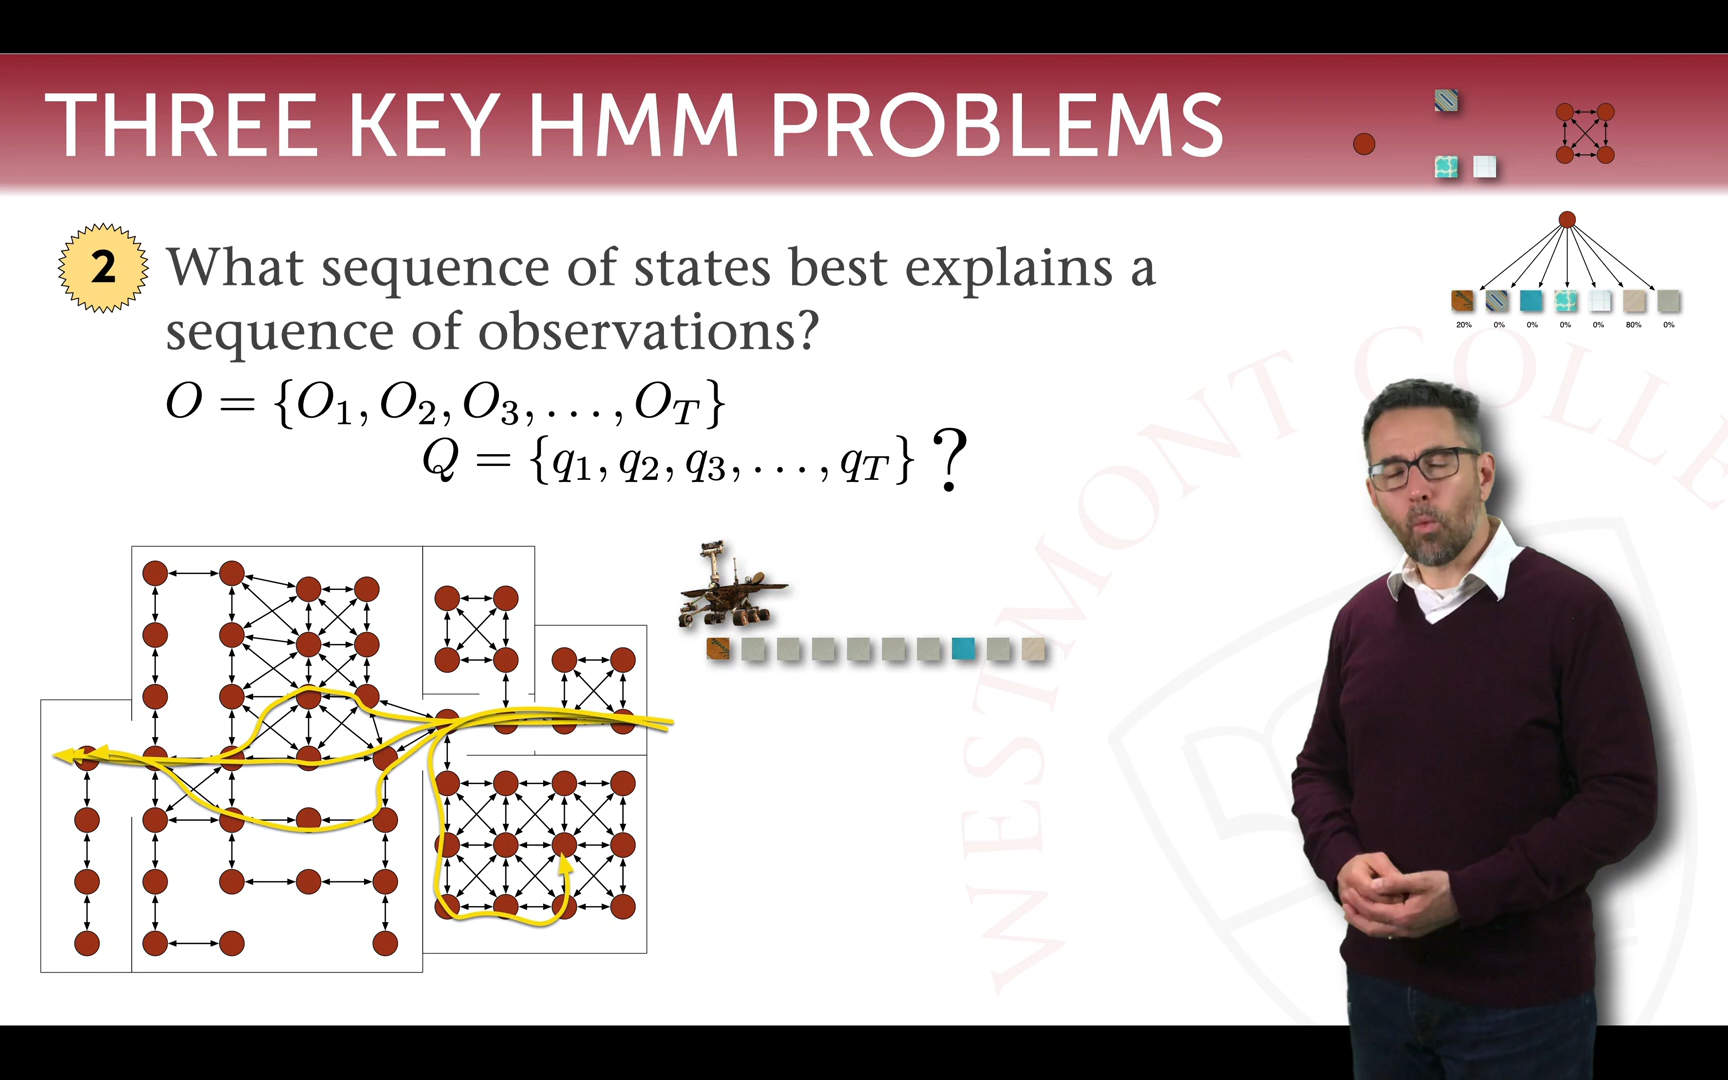 THREE KEY HMM PROBLEMS
2 What sequence of states best explains a
sequence of observations?
O = {O₁, O₂, O₃, . . . , O_T}
Q = {q₁, q₂, q₃, . . . , q_T} ?
20% 0% 0% 0% 0% 80% 0%
WESTMONT COLLE